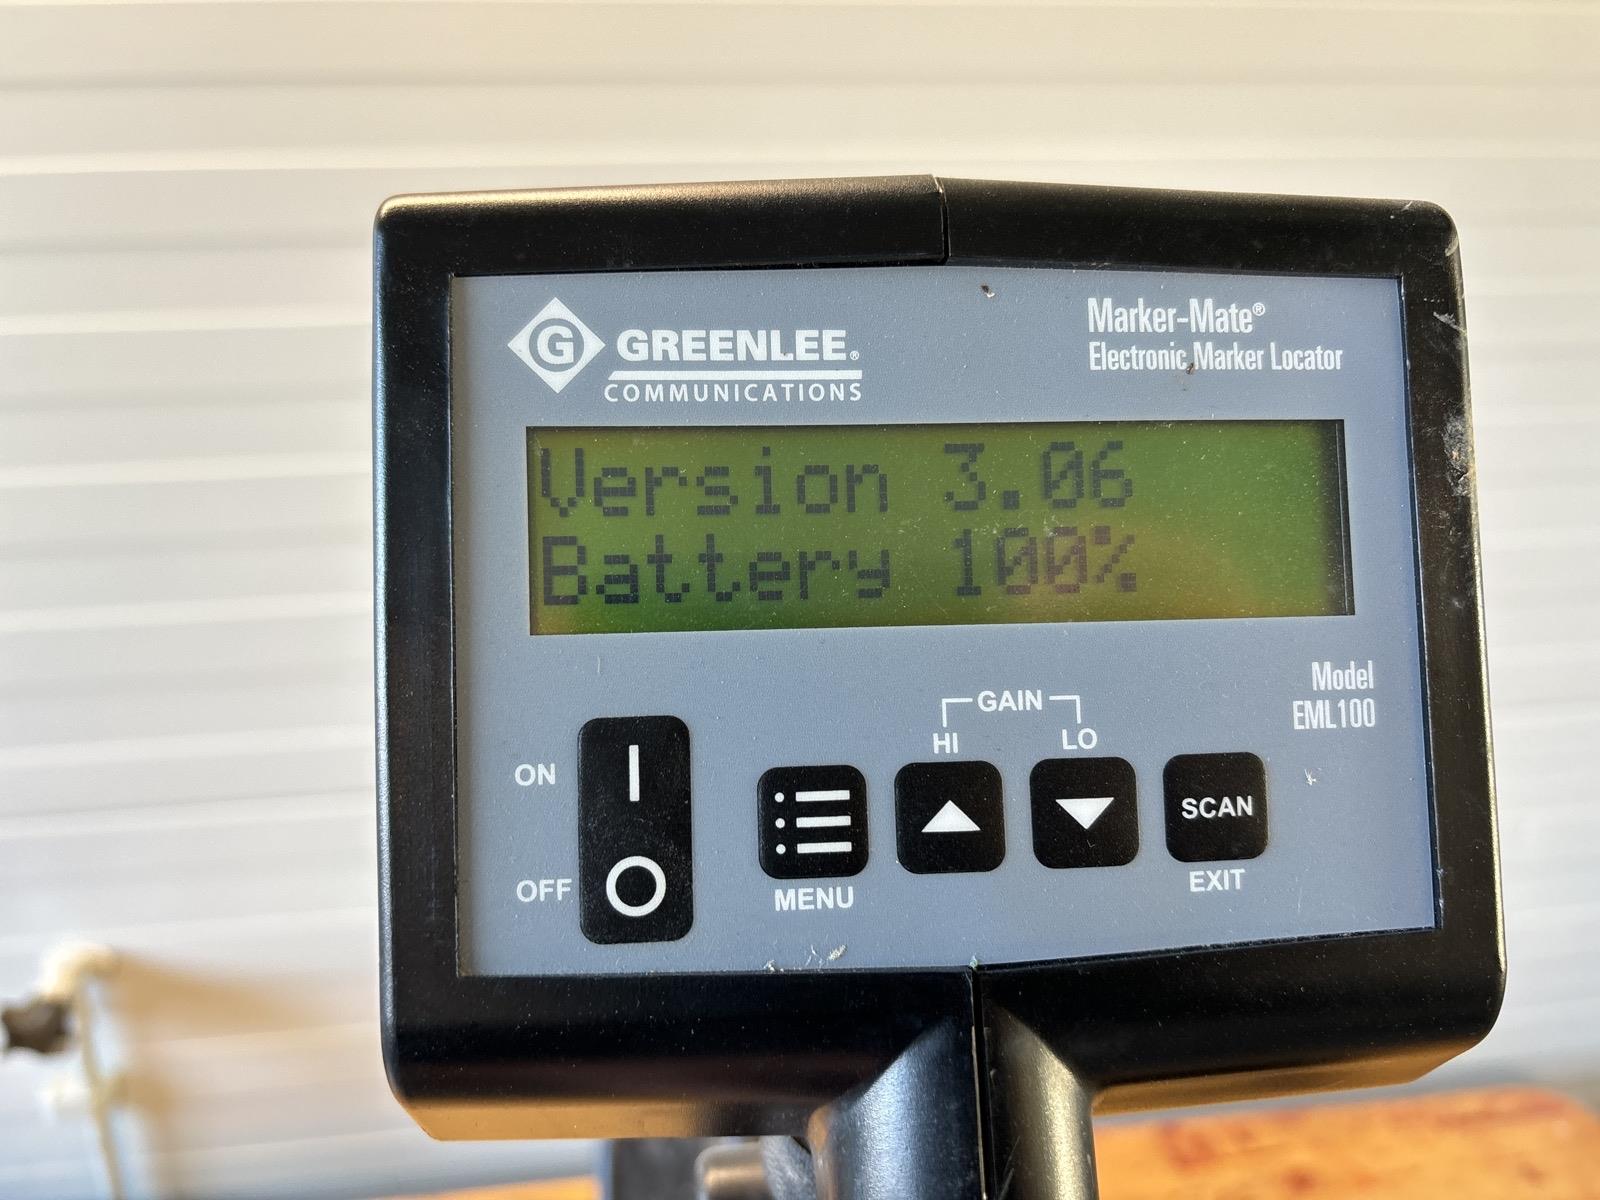 G GREENLEE®
COMMUNICATIONS
Marker-Mate®
Electronic Marker Locator
Version 3.06
Battery 100%
Model
EML100
GAIN
HI LO
ON
OFF
MENU
SCAN
EXIT